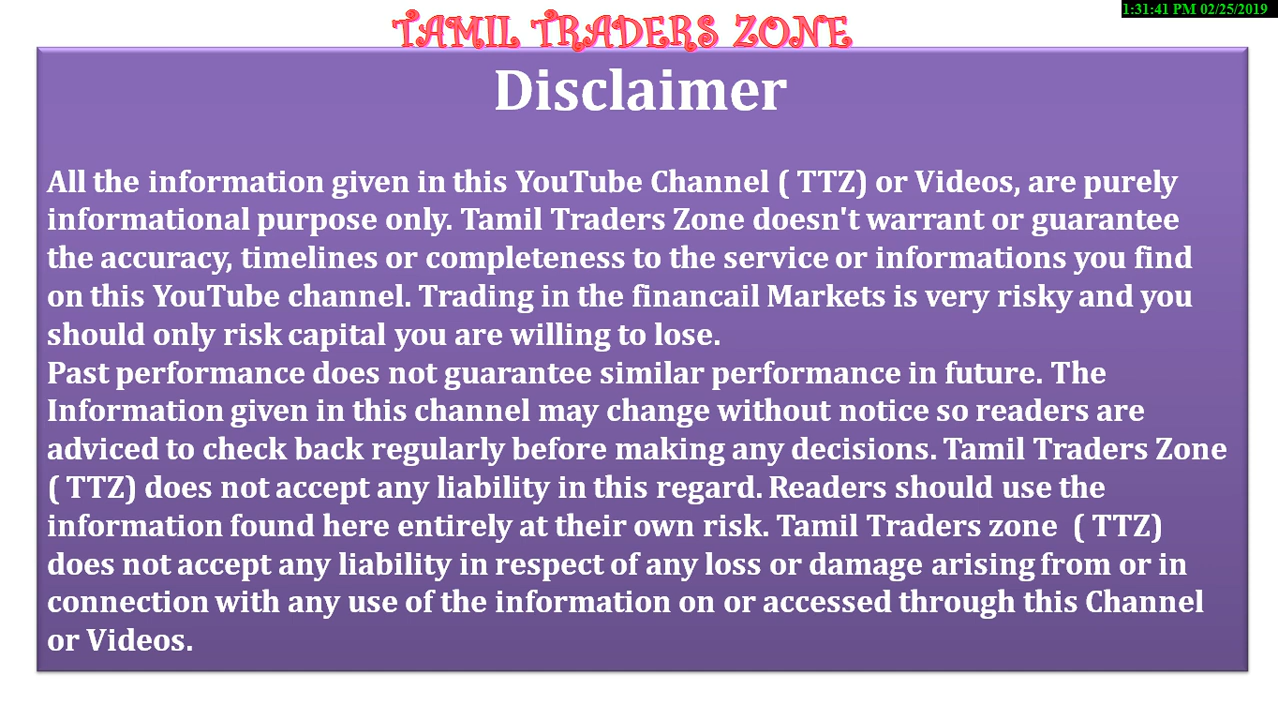 1:31:41 PM 02/25/2019
TAMIL TRADERS ZONE
Disclaimer
All the information given in this YouTube Channel ( TTZ) or Videos, are purely
informational purpose only. Tamil Traders Zone doesn't warrant or guarantee
the accuracy, timelines or completeness to the service or informations you find
on this YouTube channel. Trading in the financail Markets is very risky and you
should only risk capital you are willing to lose.
Past performance does not guarantee similar performance in future. The
Information given in this channel may change without notice so readers are
adviced to check back regularly before making any decisions. Tamil Traders Zone
( TTZ) does not accept any liability in this regard. Readers should use the
information found here entirely at their own risk. Tamil Traders zone  ( TTZ)
does not accept any liability in respect of any loss or damage arising from or in
connection with any use of the information on or accessed through this Channel
or Videos.